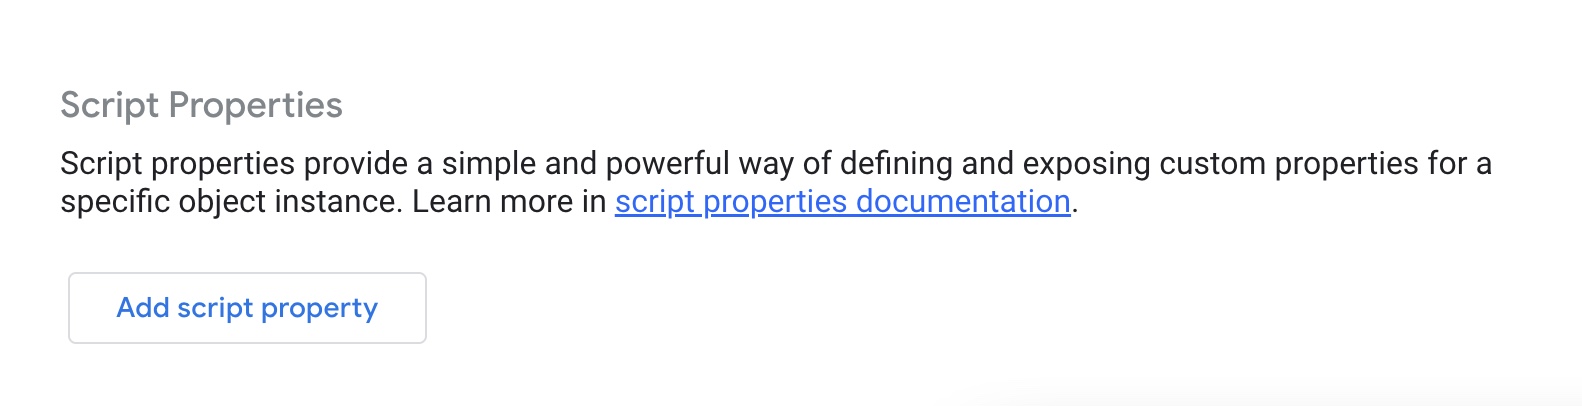 Script Properties
Script properties provide a simple and powerful way of defining and exposing custom properties for a
specific object instance. Learn more in script properties documentation.
Add script property